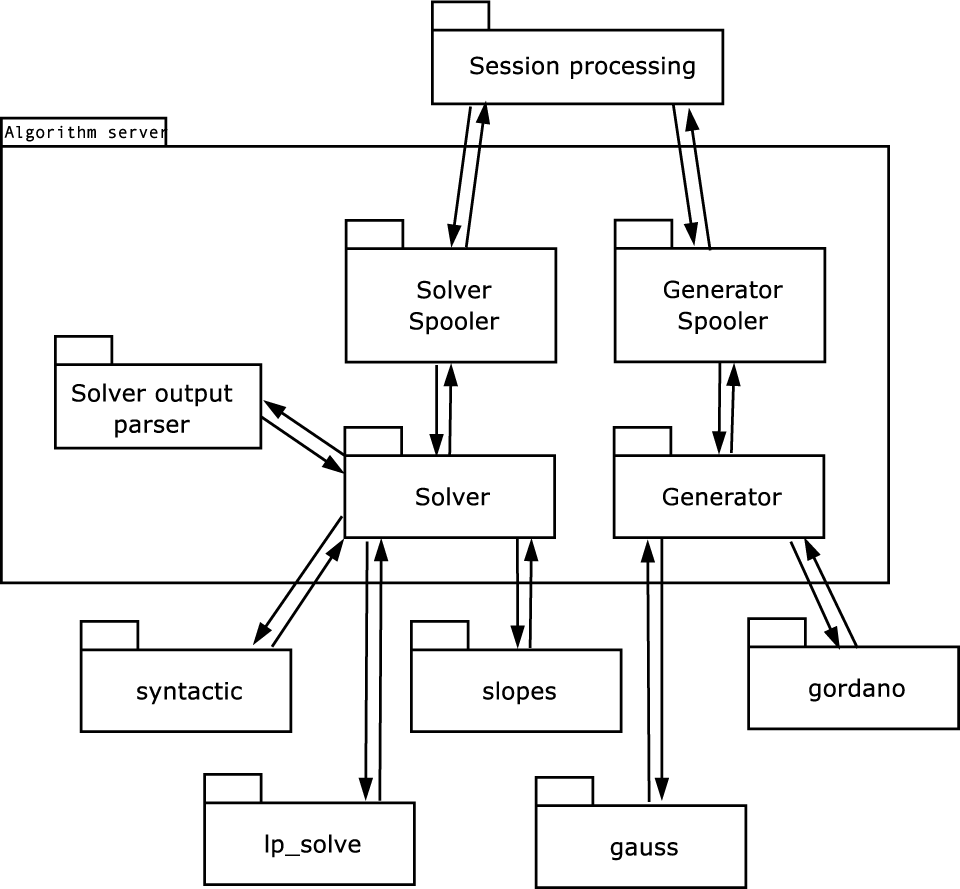 Session processing
Algorithm server
Solver
Spooler
Generator
Spooler
Solver output
parser
Solver
Generator
syntactic
slopes
gordano
lp_solve
gauss